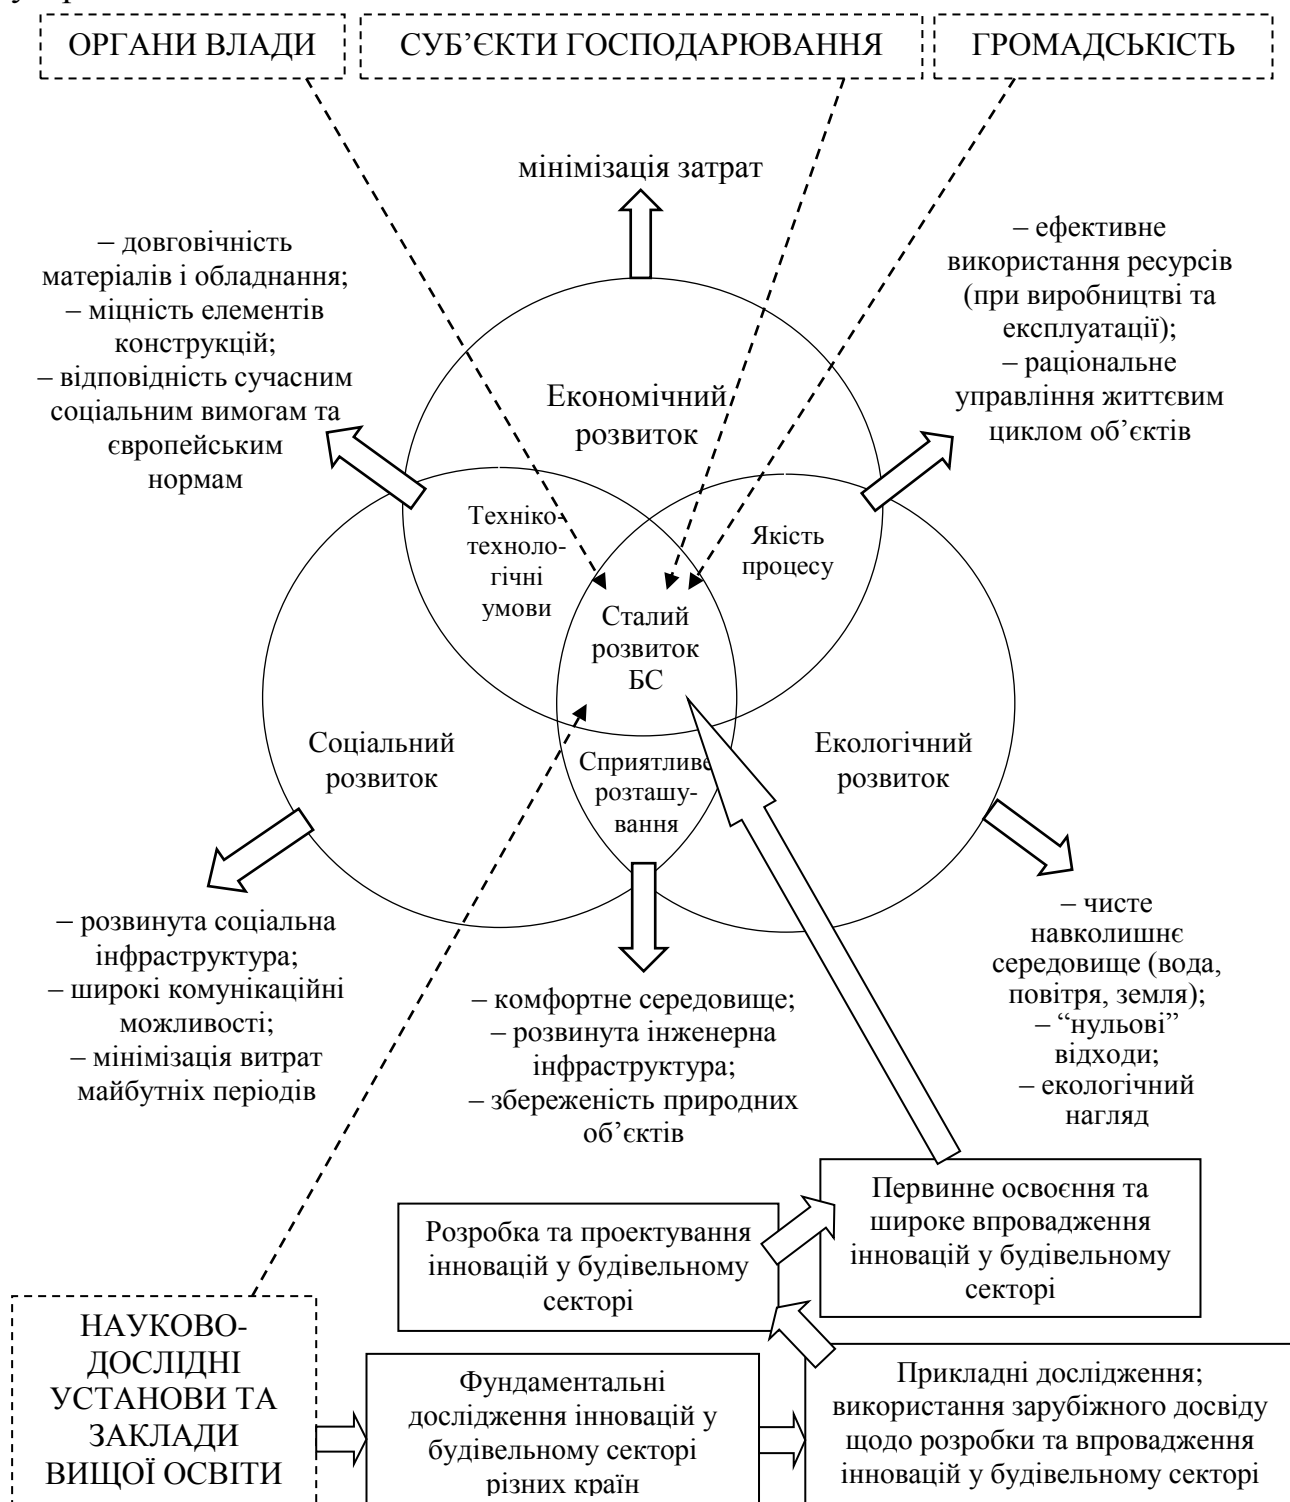 ОРГАНИ ВЛАДИ
СУБ’ЄКТИ ГОСПОДАРЮВАННЯ
ГРОМАДСЬКІСТЬ
мінімізація затрат
– довговічність
матеріалів і обладнання;
– міцність елементів
конструкцій;
– відповідність сучасним
соціальним вимогам та
європейським
нормам
– ефективне
використання ресурсів
(при виробництві та
експлуатації);
– раціональне
управління життєвим
циклом об’єктів
Економічний
розвиток
Техніко-
техноло-
гічні
умови
Якість
процесу
Сталий
розвиток
БС
Соціальний
розвиток
Сприятливе
розташу-
вання
Екологічний
розвиток
– розвинута соціальна
інфраструктура;
– широкі комунікаційні
можливості;
– мінімізація витрат
майбутніх періодів
– комфортне середовище;
– розвинута інженерна
інфраструктура;
– збереженість природних
об’єктів
– чисте
навколишнє
середовище (вода,
повітря, земля);
– “нульові”
відходи;
– екологічний
нагляд
Первинне освоєння та
широке впровадження
інновацій у будівельному
секторі
Розробка та проектування
інновацій у будівельному
секторі
НАУКОВО-
ДОСЛІДНІ
УСТАНОВИ ТА
ЗАКЛАДИ
ВИЩОЇ ОСВІТИ
Фундаментальні
дослідження інновацій у
будівельному секторі
різних країн
Прикладні дослідження;
використання зарубіжного досвіду
щодо розробки та впровадження
інновацій у будівельному секторі